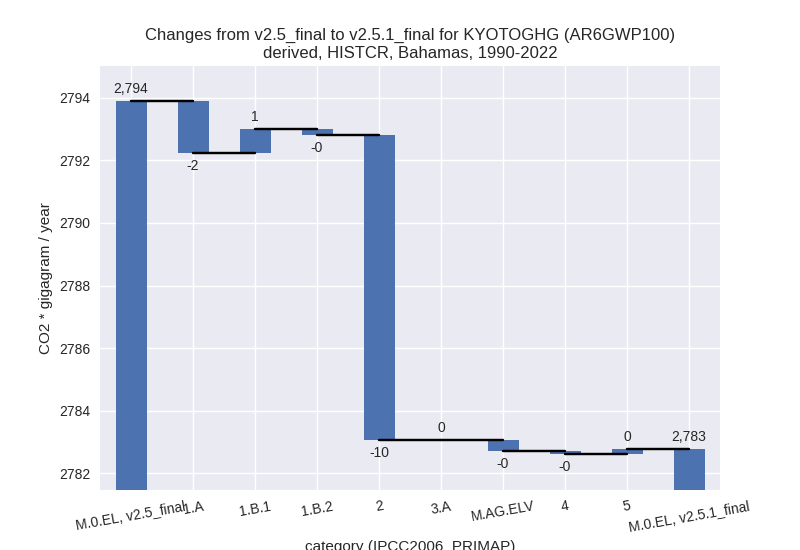 Changes from v2.5_final to v2.5.1_final for KYOTOGHG (AR6GWP100)
derived, HISTCR, Bahamas, 1990-2022
2,794
-2
1
-0
-10
0
-0
-0
0
2,783
2794
2792
2790
2788
2786
2784
2782
CO2 * gigagram / year
M.0.EL, v2.5_final
1.A
1.B.1
1.B.2
2
3.A
M.AG.ELV
4
5
M.0.EL, v2.5.1_final
category (IPCC2006_PRIMAP)